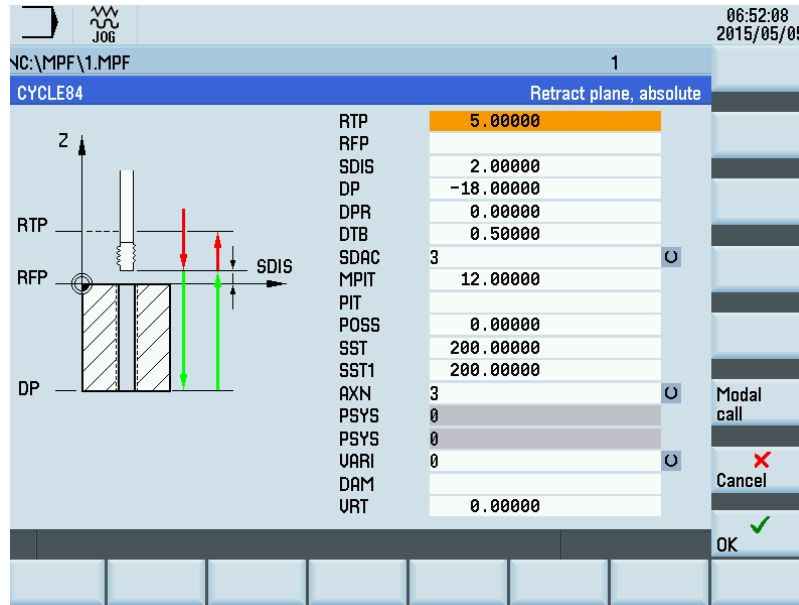 JOG
06:52:08
2015/05/05
NC:\MPF\1.MPF 1
CYCLE84 Retract plane, absolute
Z
RTP
RFP
SDIS
DP
RTP 5.00000
RFP
SDIS 2.00000
DP -18.00000
DPR 0.00000
DTB 0.50000
SDAC 3
MPIT 12.00000
PIT
POSS 0.00000
SST 200.00000
SST1 200.00000
AXN 3
PSYS 0
PSYS 0
VARI 0
DAM
VRT 0.00000
Modal
call
Cancel
OK